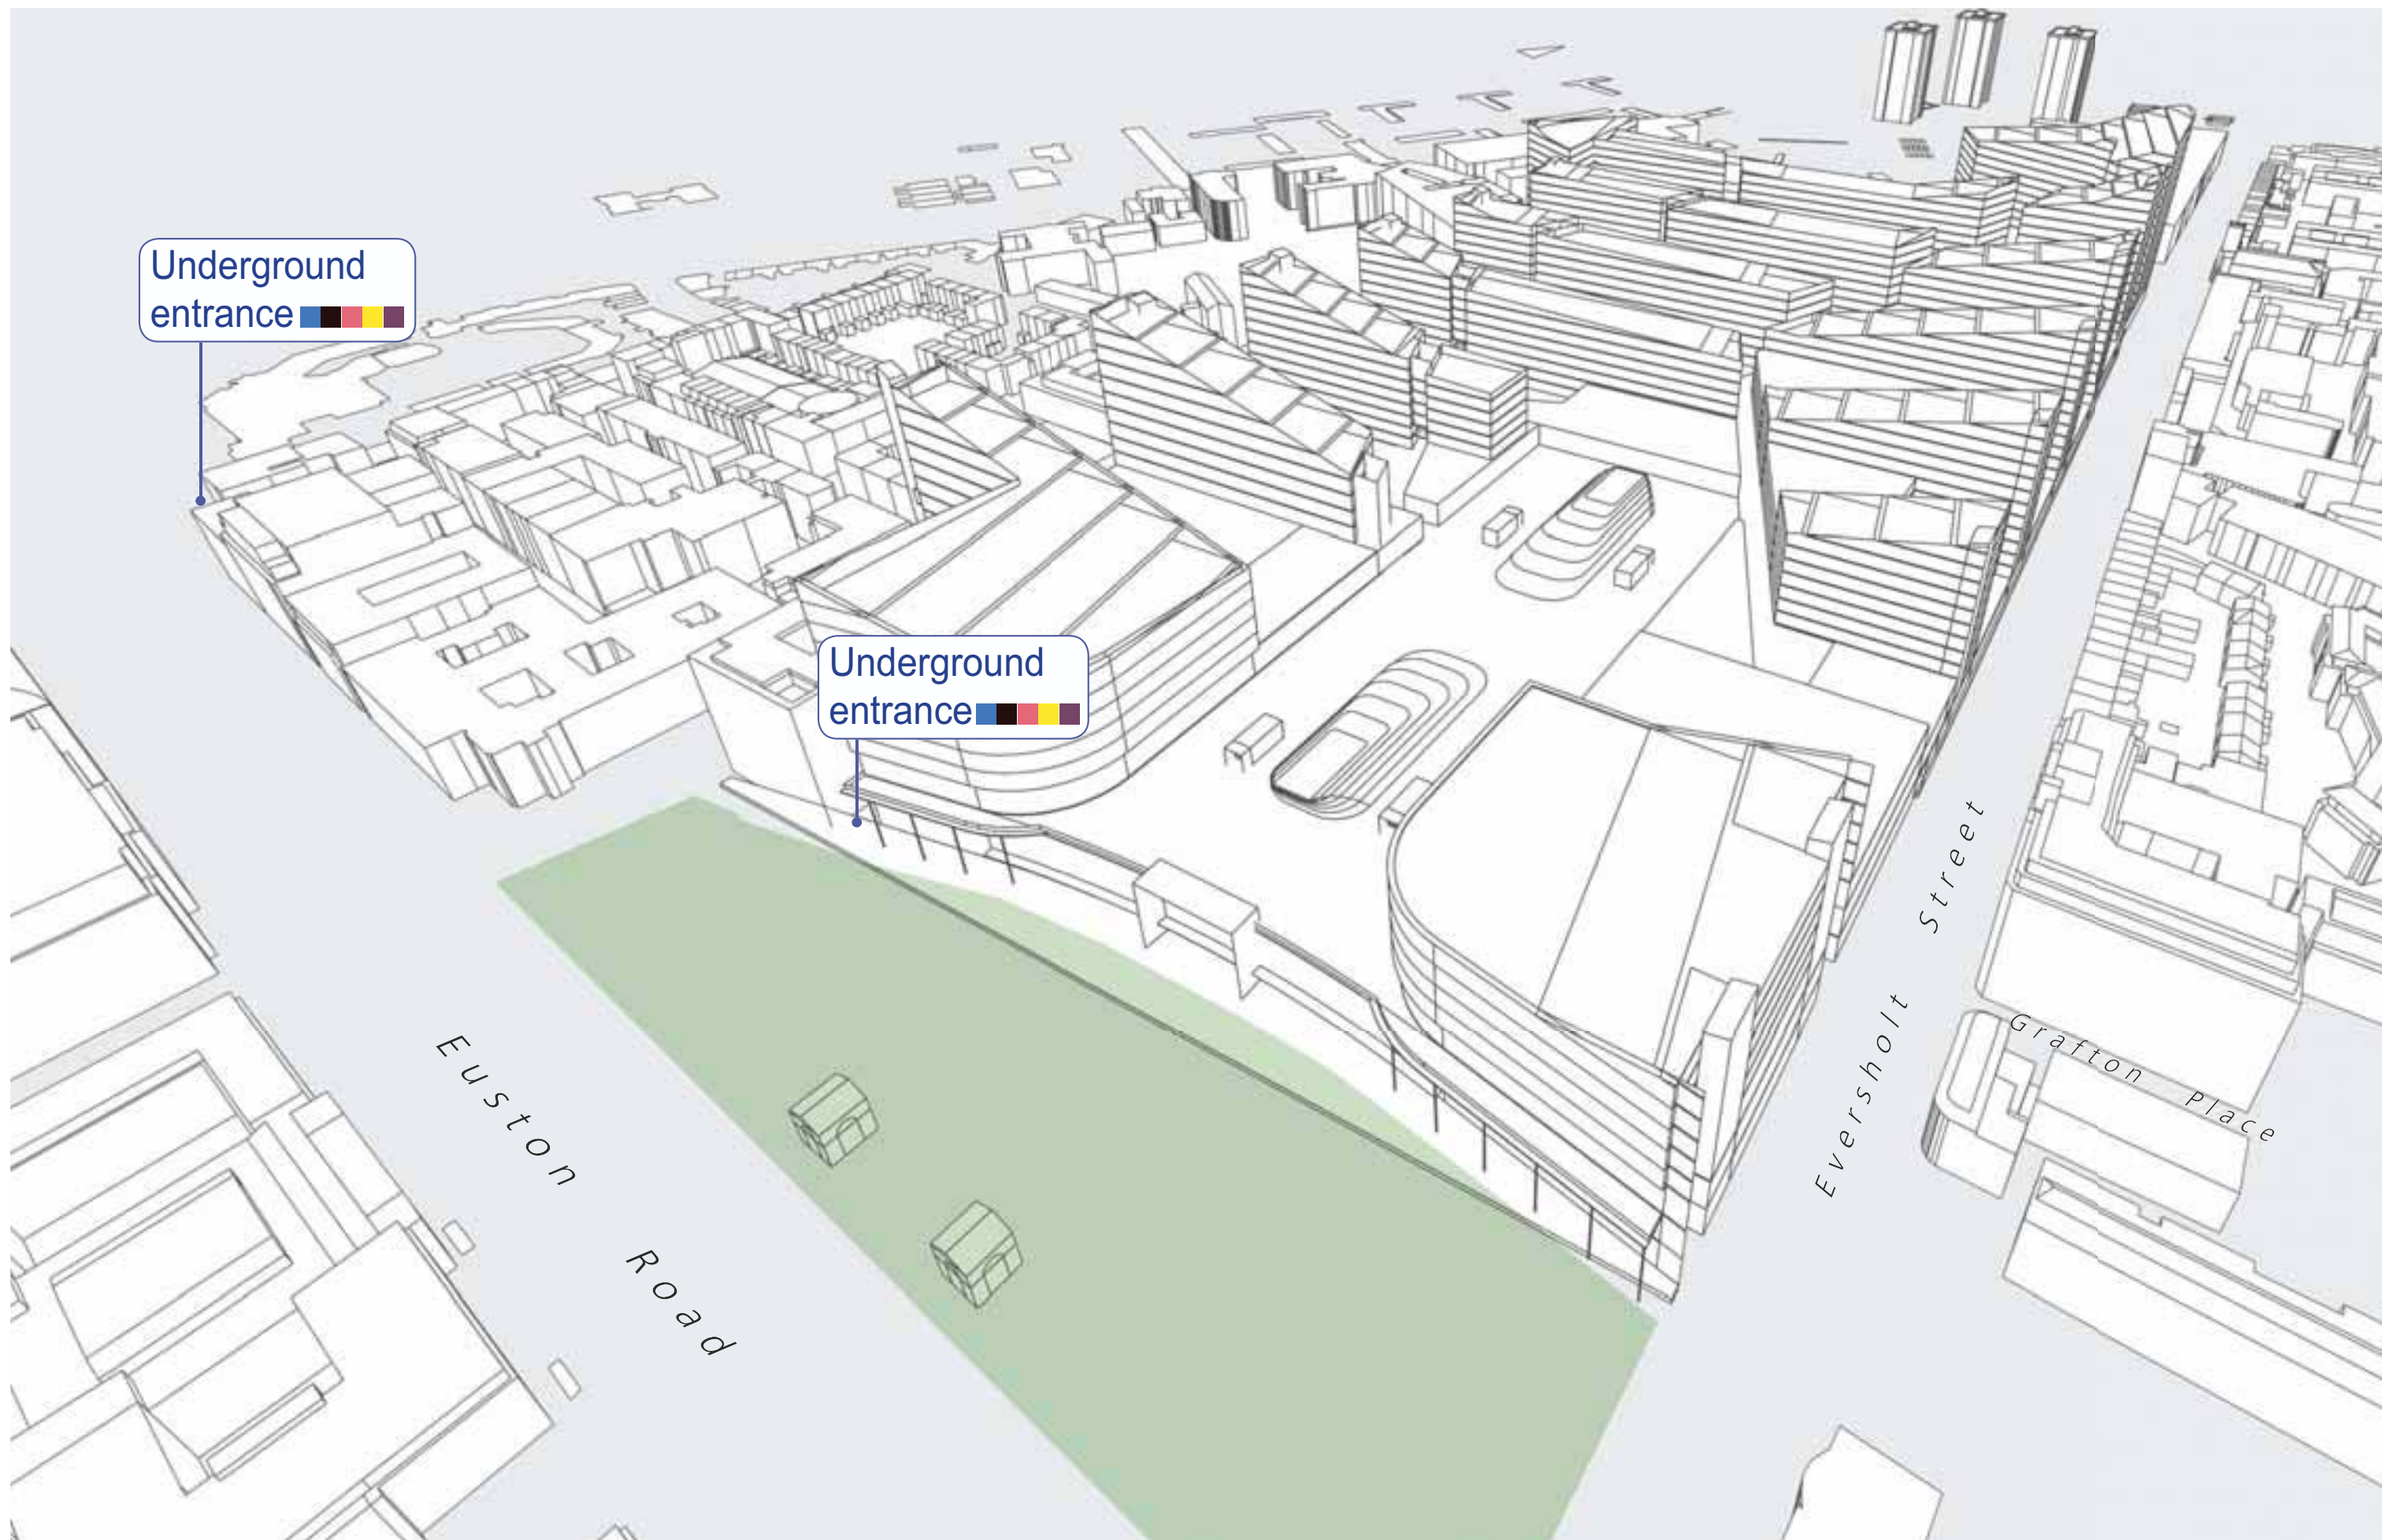 Underground
entrance
Underground
entrance
Euston Road
Eversholt Street
Grafton Place